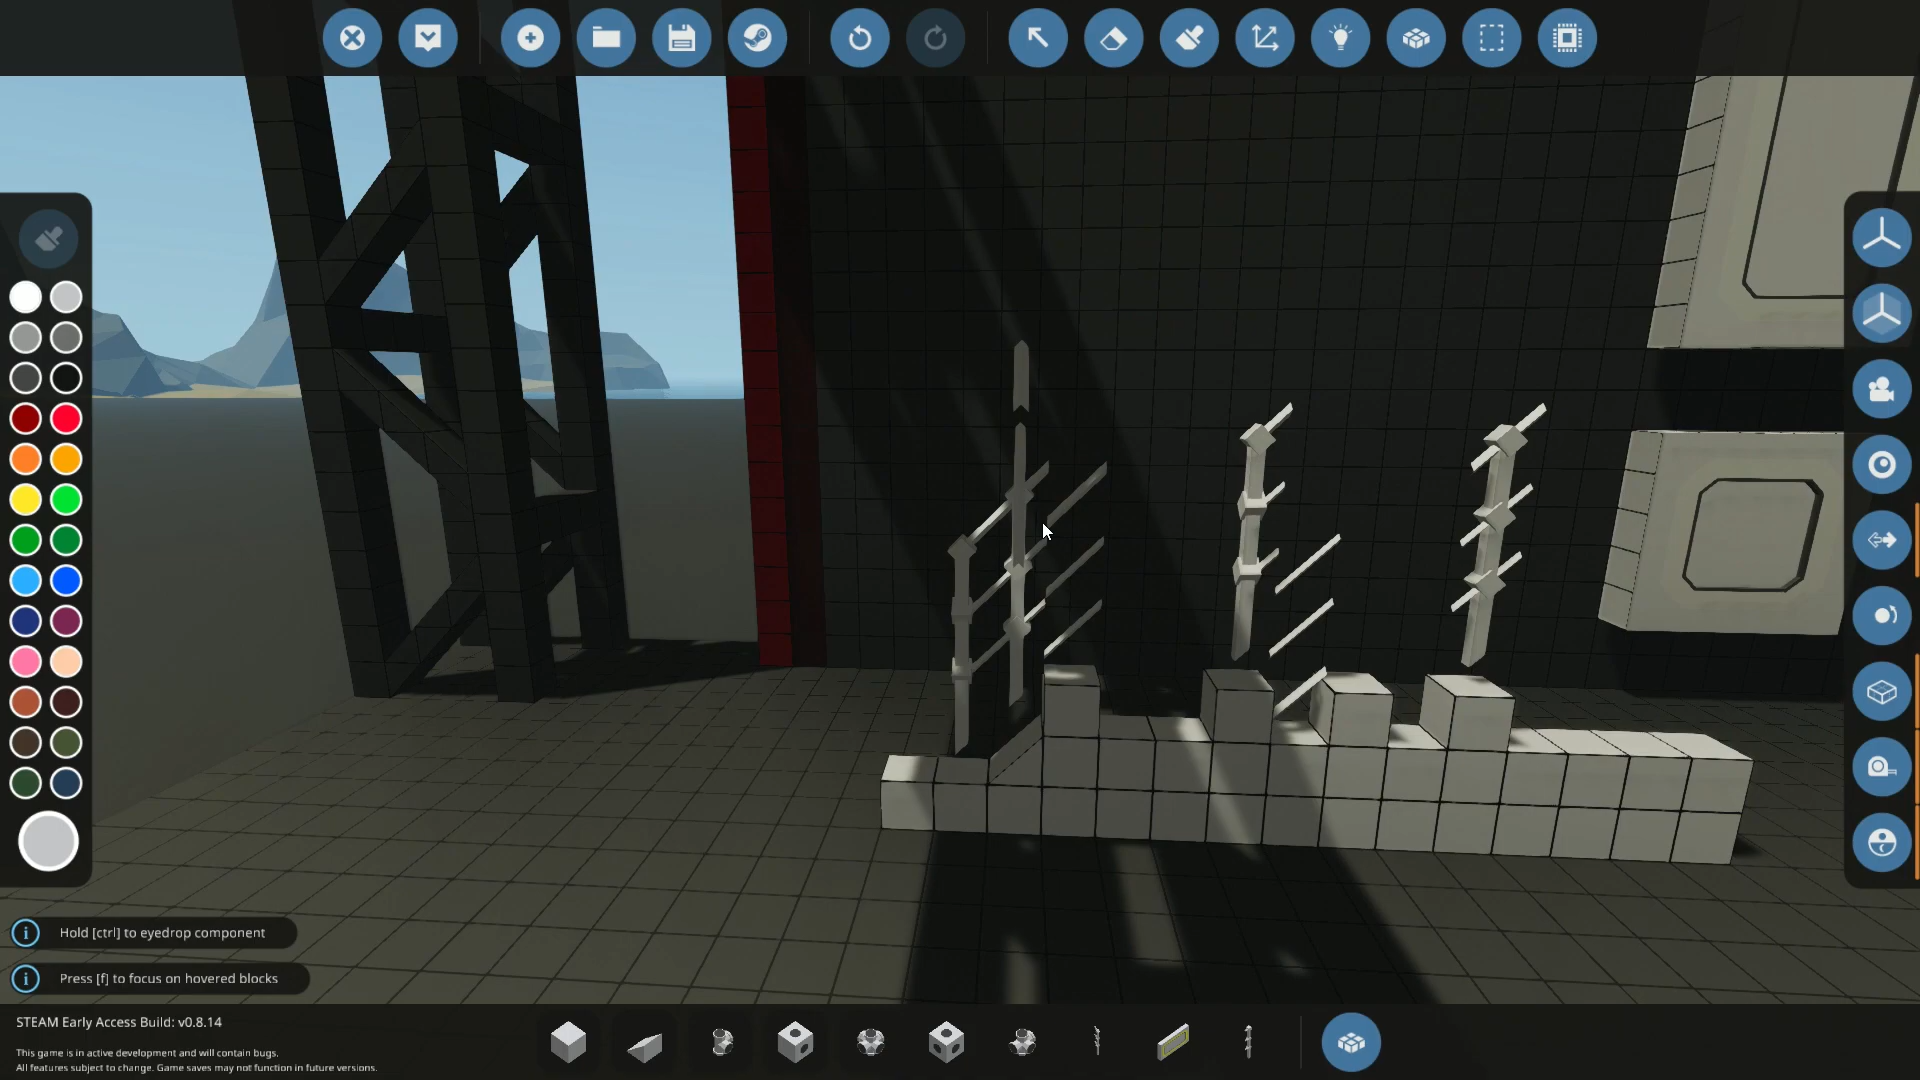 Hold [ctrl] to eyedrop component
Press [f] to focus on hovered blocks
STEAM Early Access Build: v0.8.14
This game is in active development and will contain bugs.
All features subject to change. Game saves may not function in future versions.